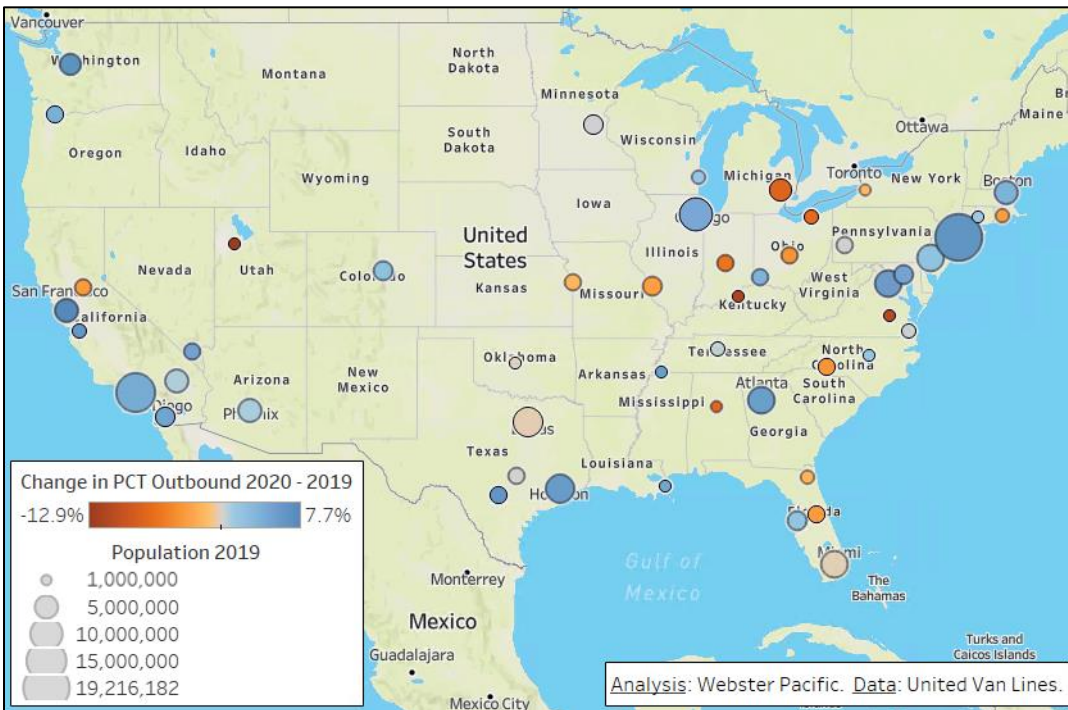 Vancouver
Washington
Montana
North
Dakota
Minnesota
Ottawa
Maine
Oregon
Idaho
South
Dakota
Wisconsin
Michigan
Toronto
New York
Boston
Wyoming
Iowa
Chicago
Nevada
Utah
Colorado
United
States
Illinois
Ohio
Pennsylvania
San Francisco
California
Kansas
Missouri
West
Virginia
Kentucky
Arizona
New
Mexico
Oklahoma
Arkansas
Tennessee
North
Carolina
Diego
Phoenix
Mississippi
Atlanta
South
Carolina
Georgia
Dallas
Texas
Louisiana
Houston
Florida
Miami
Gulf of
Mexico
The
Bahamas
Monterrey
Mexico
Guadalajara
Mexico City
Turks and
Caicos Islands
Change in PCT Outbound 2020 - 2019
-12.9% 7.7%
Population 2019
1,000,000
5,000,000
10,000,000
15,000,000
19,216,182
Analysis: Webster Pacific. Data: United Van Lines.